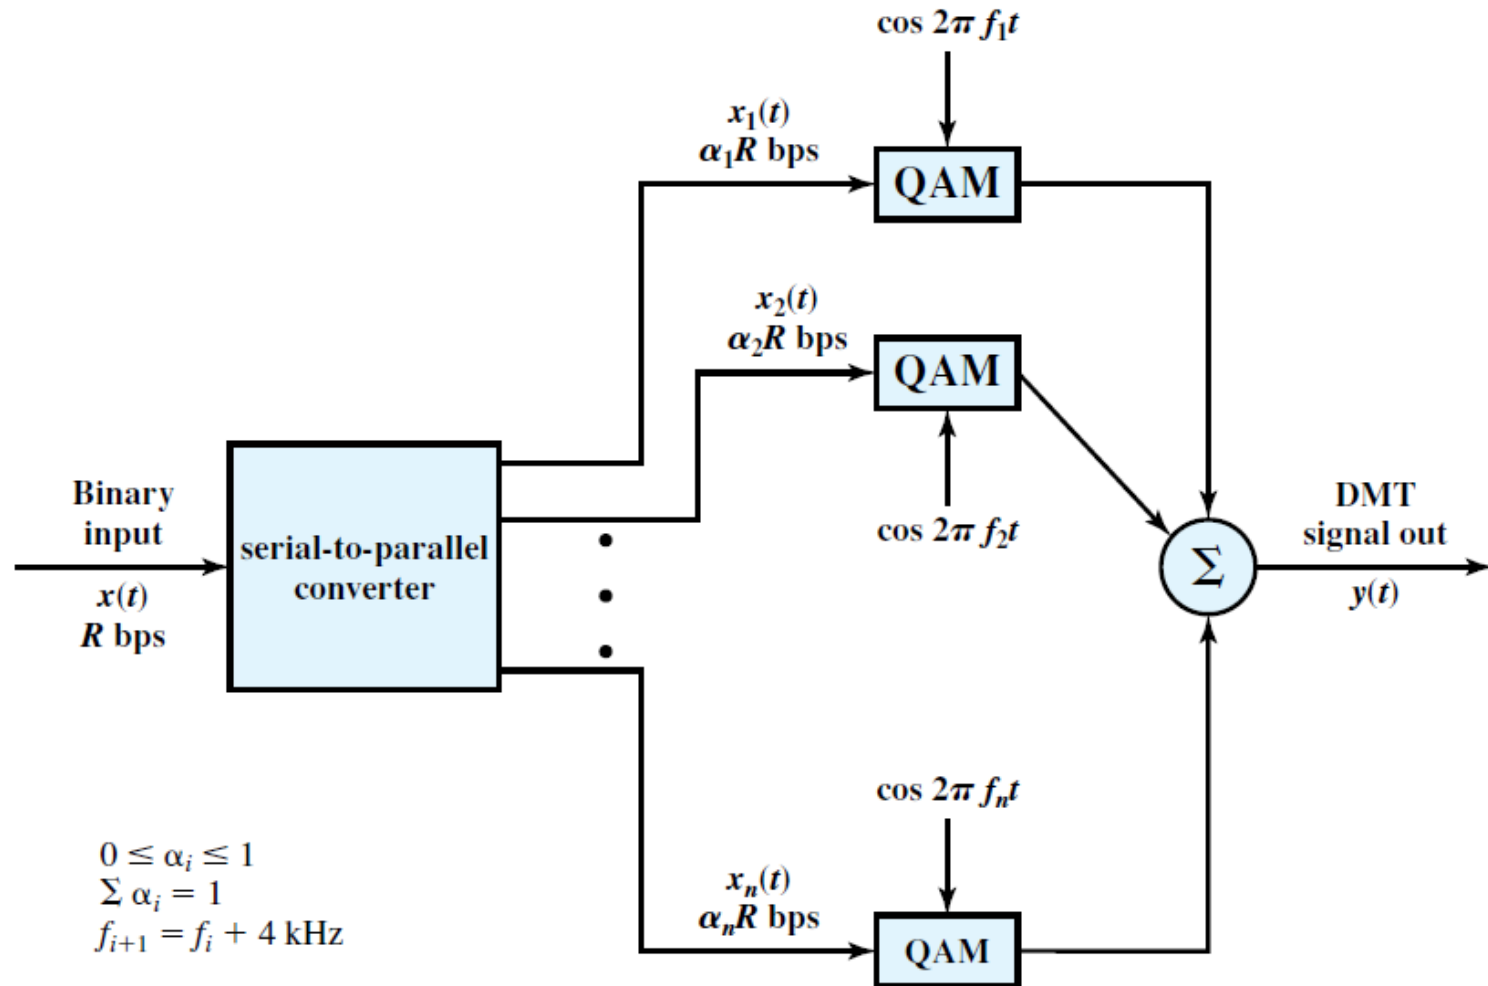 cos 2π f₁t
x₁(t)
α₁R bps
QAM
x₂(t)
α₂R bps
QAM
cos 2π f₂t
Binary
input
x(t)
R bps
serial-to-parallel
converter
Σ
DMT
signal out
y(t)
cos 2π fₙt
xₙ(t)
αₙR bps
QAM
0 ≤ αᵢ ≤ 1
Σ αᵢ = 1
fᵢ₊₁ = fᵢ + 4 kHz